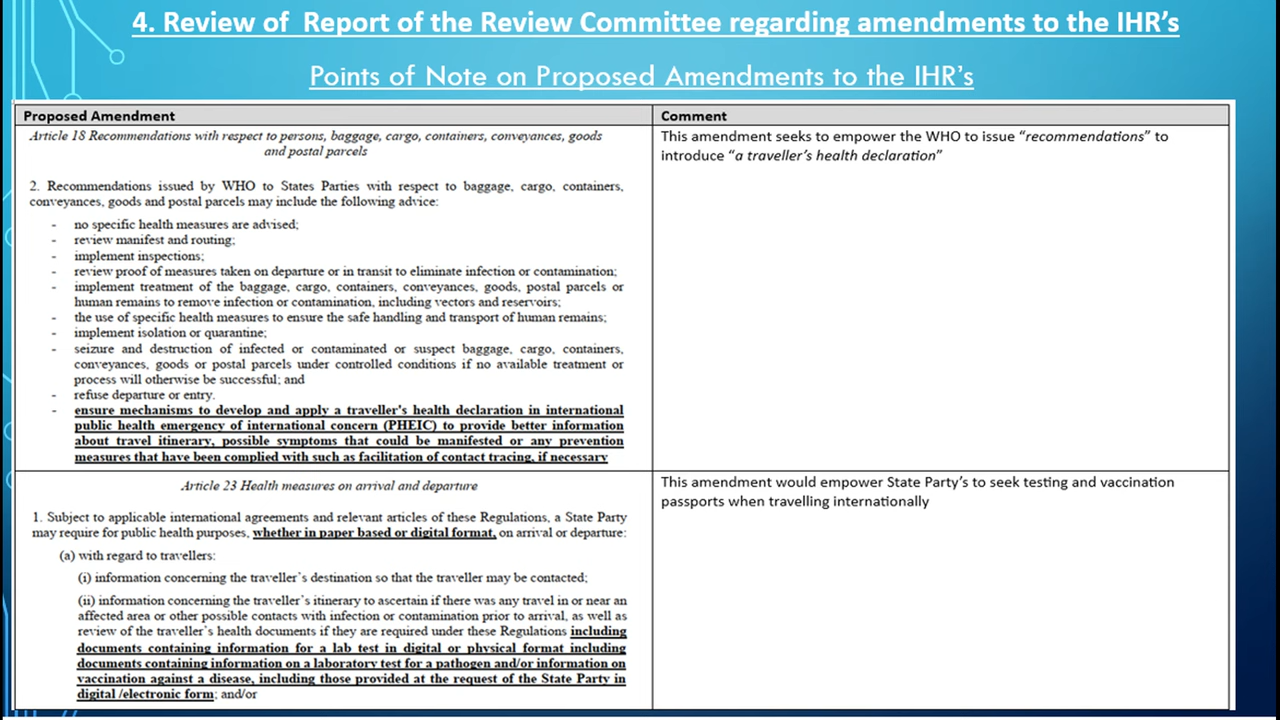 4. Review of Report of the Review Committee regarding amendments to the IHR's
Points of Note on Proposed Amendments to the IHR's
Proposed Amendment
Comment
Article 18 Recommendations with respect to persons, baggage, cargo, containers, conveyances, goods
and postal parcels
2. Recommendations issued by WHO to States Parties with respect to baggage, cargo, containers,
conveyances, goods and postal parcels may include the following advice:
- no specific health measures are advised;
- review manifest and routing;
- implement inspections;
- review proof of measures taken on departure or in transit to eliminate infection or contamination;
- implement treatment of the baggage, cargo, containers, conveyances, goods, postal parcels or
human remains to remove infection or contamination, including vectors and reservoirs;
- the use of specific health measures to ensure the safe handling and transport of human remains;
- implement isolation or quarantine;
- seizure and destruction of infected or contaminated or suspect baggage, cargo, containers,
conveyances, goods or postal parcels under controlled conditions if no available treatment or
process will otherwise be successful; and
- refuse departure or entry.
- ensure mechanisms to develop and apply a traveller's health declaration in international
public health emergency of international concern (PHEIC) to provide better information
about travel itinerary, possible symptoms that could be manifested or any prevention
measures that have been complied with such as facilitation of contact tracing, if necessary
This amendment seeks to empower the WHO to issue "recommendations" to
introduce "a traveller's health declaration"
Article 23 Health measures on arrival and departure
1. Subject to applicable international agreements and relevant articles of these Regulations, a State Party
may require for public health purposes, whether in paper based or digital format, on arrival or departure:
(a) with regard to travellers:
(i) information concerning the traveller's destination so that the traveller may be contacted;
(ii) information concerning the traveller's itinerary to ascertain if there was any travel in or near an
affected area or other possible contacts with infection or contamination prior to arrival, as well as
review of the traveller's health documents if they are required under these Regulations including
documents containing information for a lab test in digital or physical format including
documents containing information on a laboratory test for a pathogen and/or information on
vaccination against a disease, including those provided at the request of the State Party in
digital /electronic form; and/or
This amendment would empower State Party's to seek testing and vaccination
passports when travelling internationally